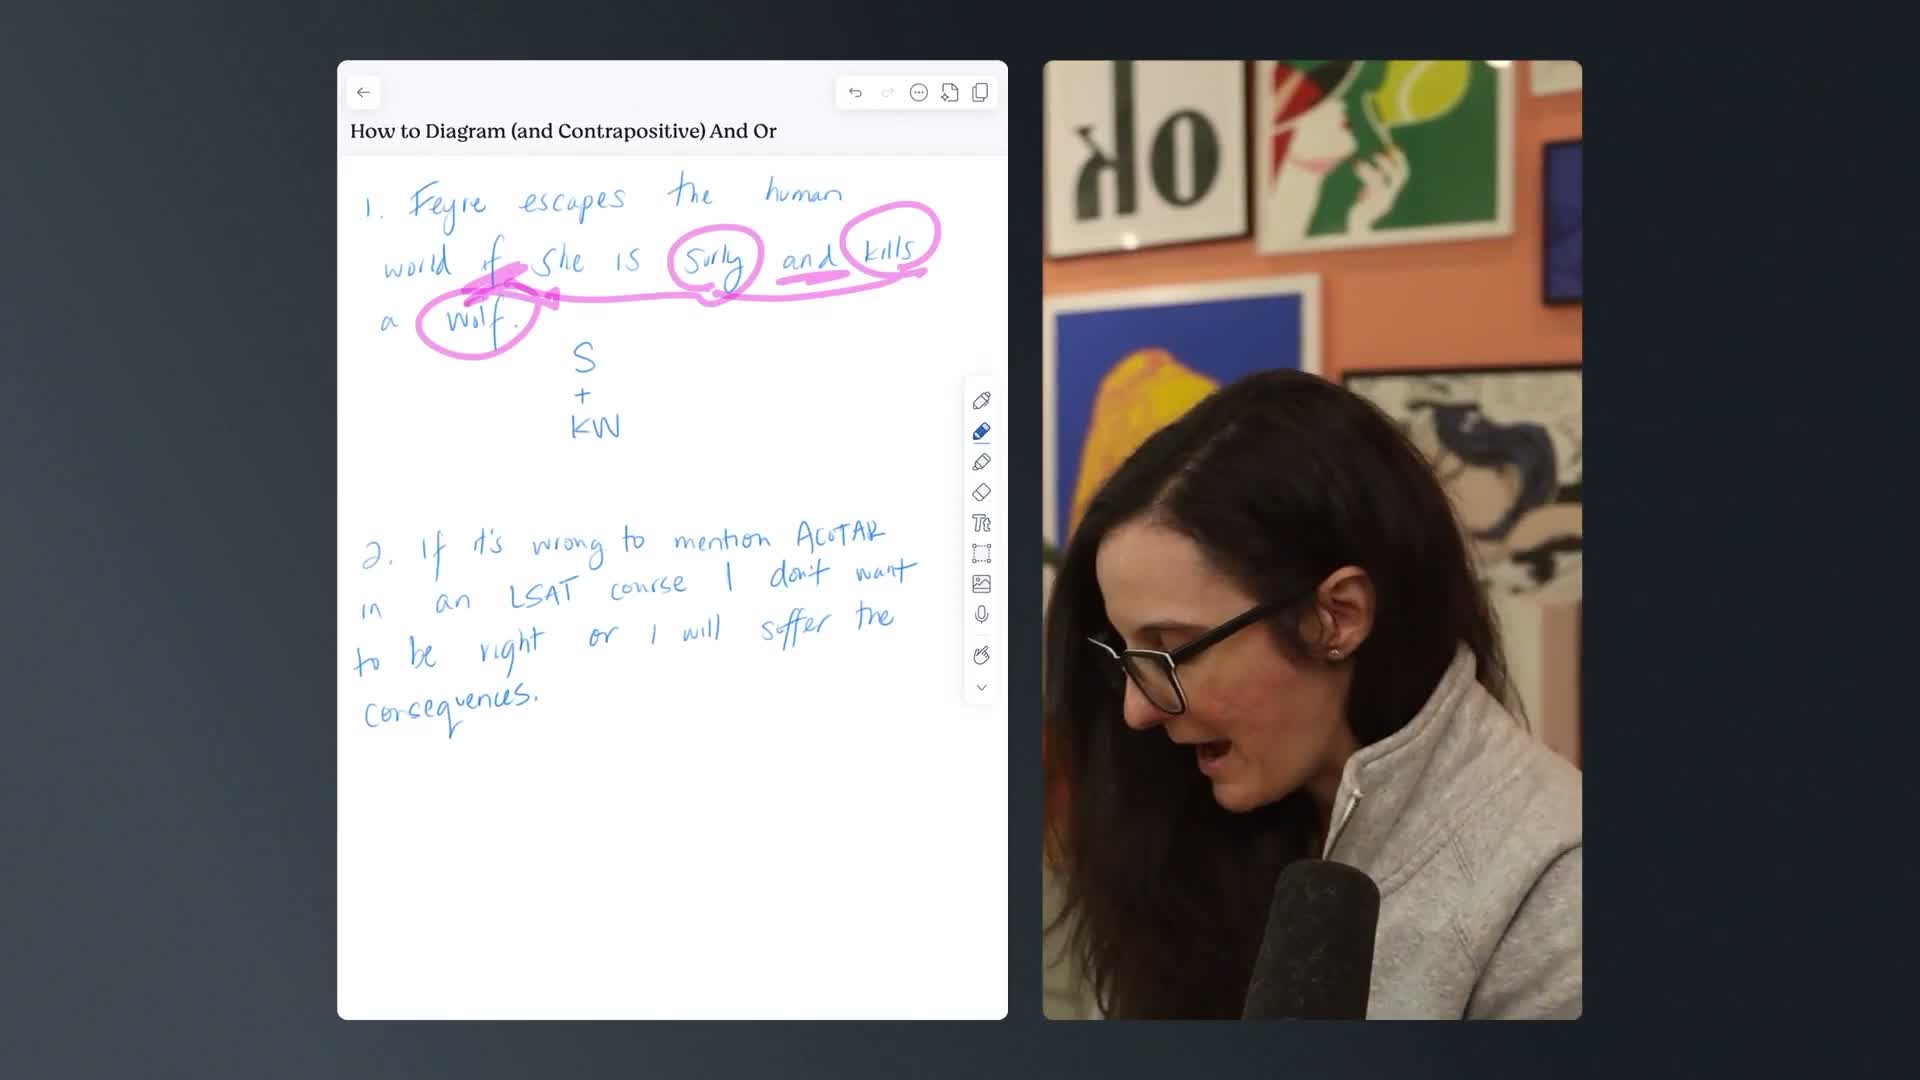 How to Diagram (and Contrapositive) And Or
1. Feyre escapes the human
world if she is surly and kills
a wolf.
S
+
KW
2. If it's wrong to mention ACOTAR
in an LSAT course I don't want
to be right or I will suffer the
consequences.
Tt
ok